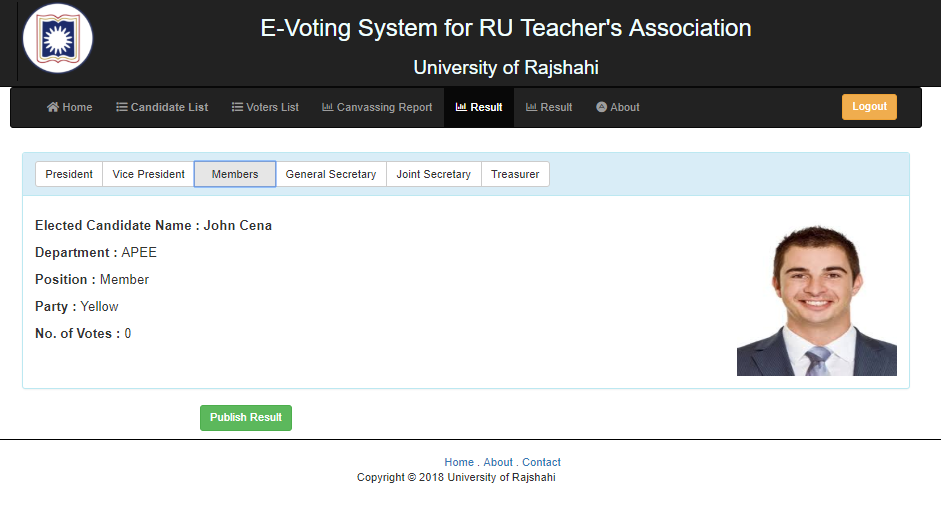 E-Voting System for RU Teacher's Association
University of Rajshahi
Home Candidate List Voters List Canvassing Report Result Result About Logout
President Vice President Members General Secretary Joint Secretary Treasurer
Elected Candidate Name : John Cena
Department : APEE
Position : Member
Party : Yellow
No. of Votes : 0
Publish Result
Home . About . Contact
Copyright © 2018 University of Rajshahi